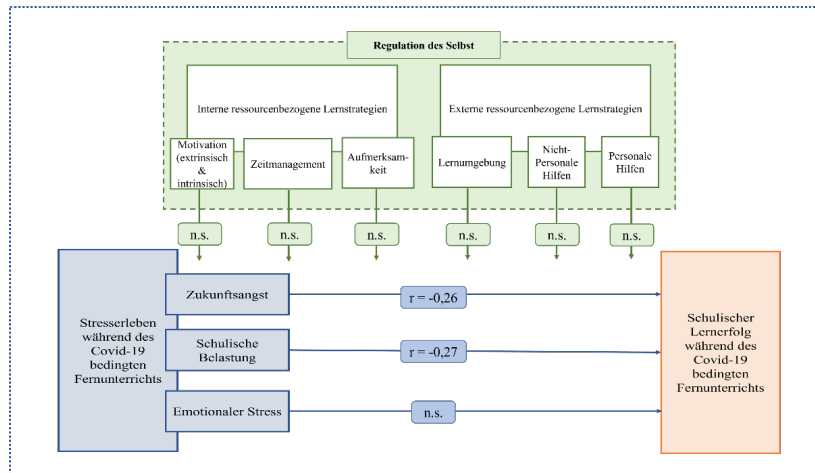 Regulation des Selbst
Interne ressourcenbezogene Lernstrategien
Externe ressourcenbezogene Lernstrategien
Motivation
(extrinsisch
&
intrinsisch)
Zeitmanagement
Aufmerksam-
keit
Lernumgebung
Nicht-
Personale
Hilfen
Personale
Hilfen
n.s.
n.s.
n.s.
n.s.
n.s.
n.s.
Stresserleben
während des
Covid-19
bedingten
Fernunterrichts
Zukunftsangst
r = -0,26
Schulische
Belastung
r = -0,27
Emotionaler Stress
n.s.
Schulischer
Lernerfolg
während des
Covid-19
bedingten
Fernunterrichts